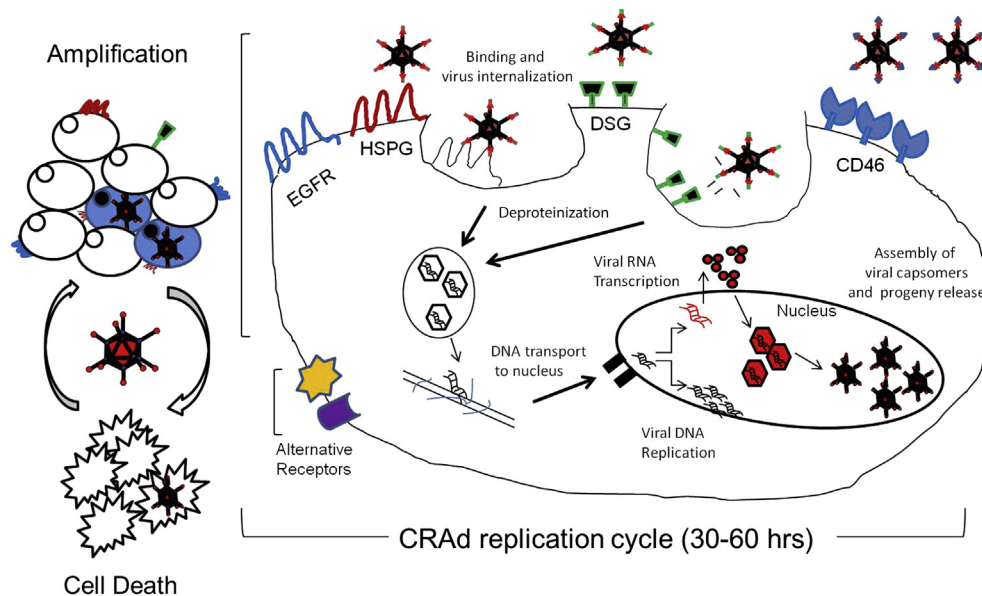 Amplification
Cell Death
Binding and
virus internalization
EGFR
HSPG
DSG
CD46
Deproteinization
Viral RNA
Transcription
Assembly of
viral capsomers
and progeny release
Nucleus
DNA transport
to nucleus
Viral DNA
Replication
Alternative
Receptors
CRAd replication cycle (30-60 hrs)